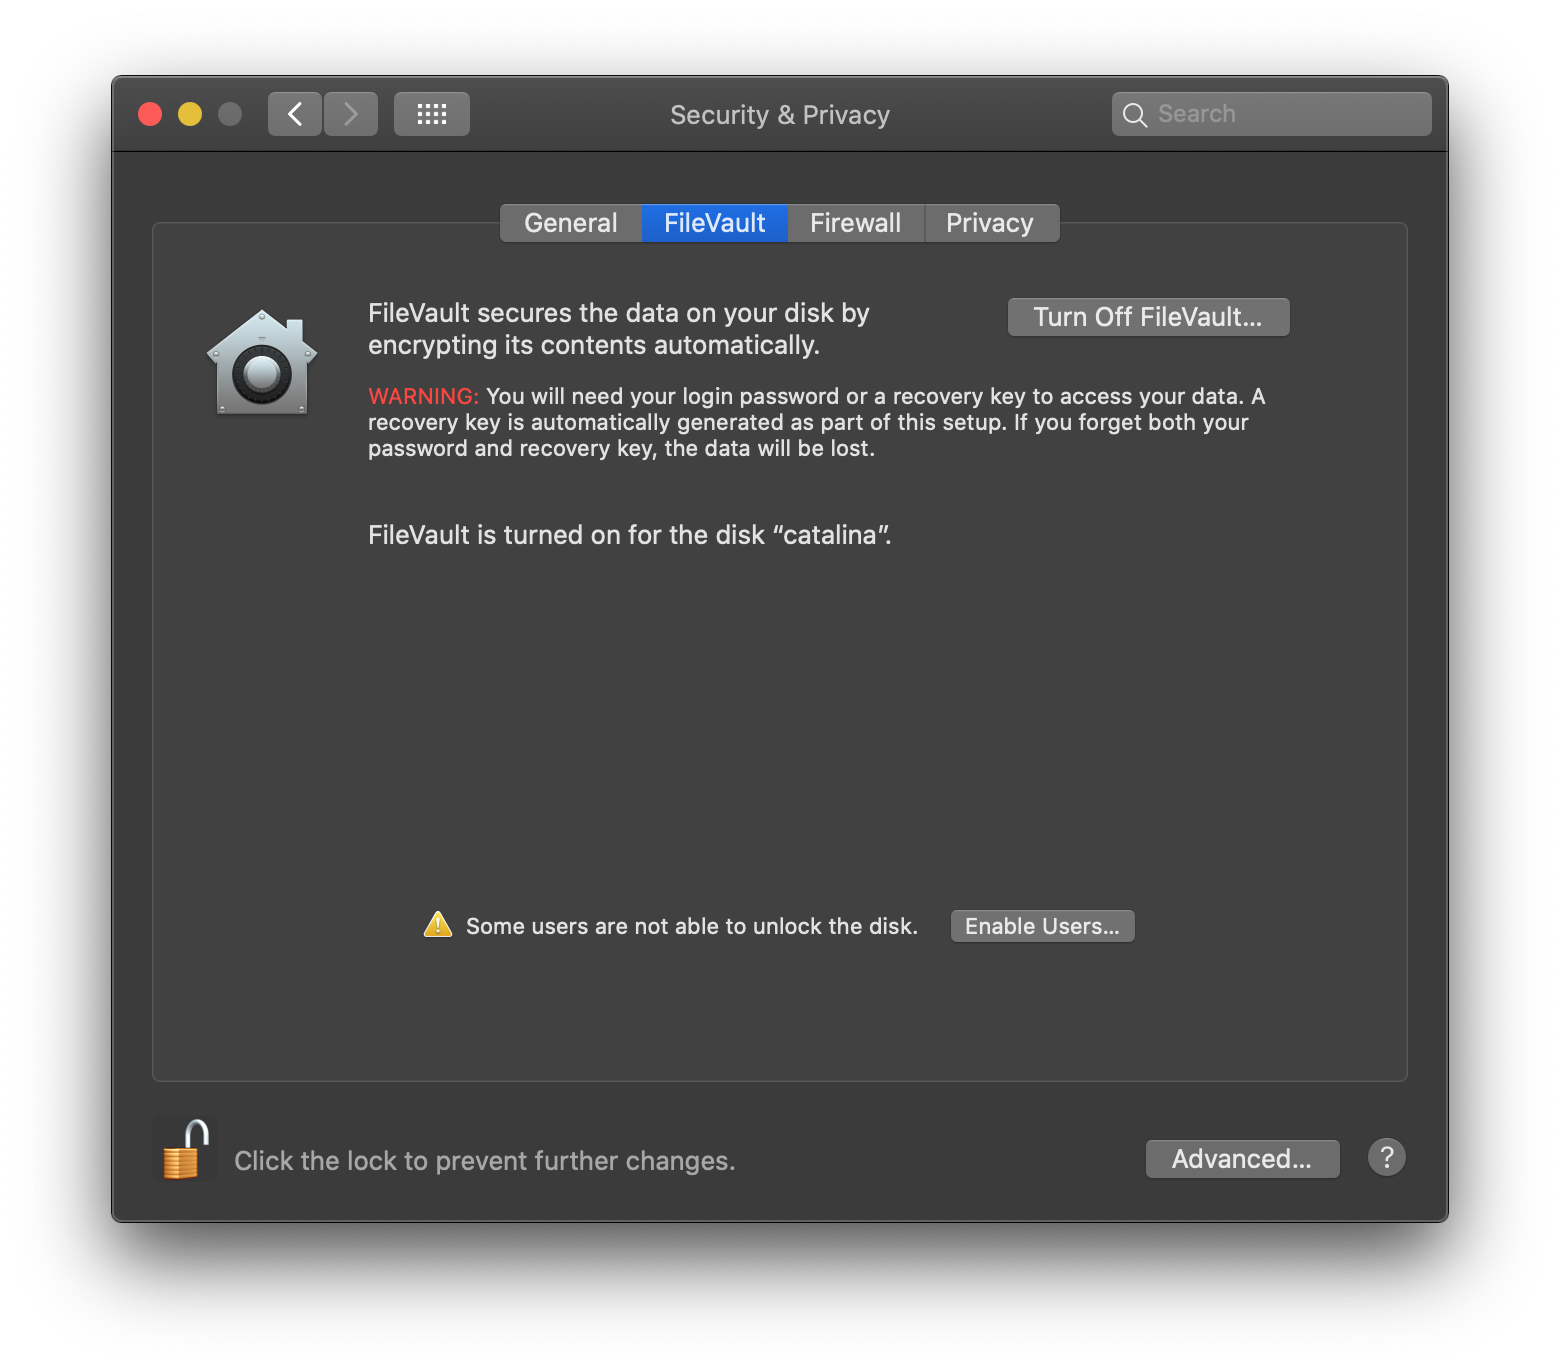 Security & Privacy
Search
General
FileVault
Firewall
Privacy
FileVault secures the data on your disk by
encrypting its contents automatically.
Turn Off FileVault...
WARNING: You will need your login password or a recovery key to access your data. A
recovery key is automatically generated as part of this setup. If you forget both your
password and recovery key, the data will be lost.
FileVault is turned on for the disk “catalina”.
Some users are not able to unlock the disk.
Enable Users...
Click the lock to prevent further changes.
Advanced...
?